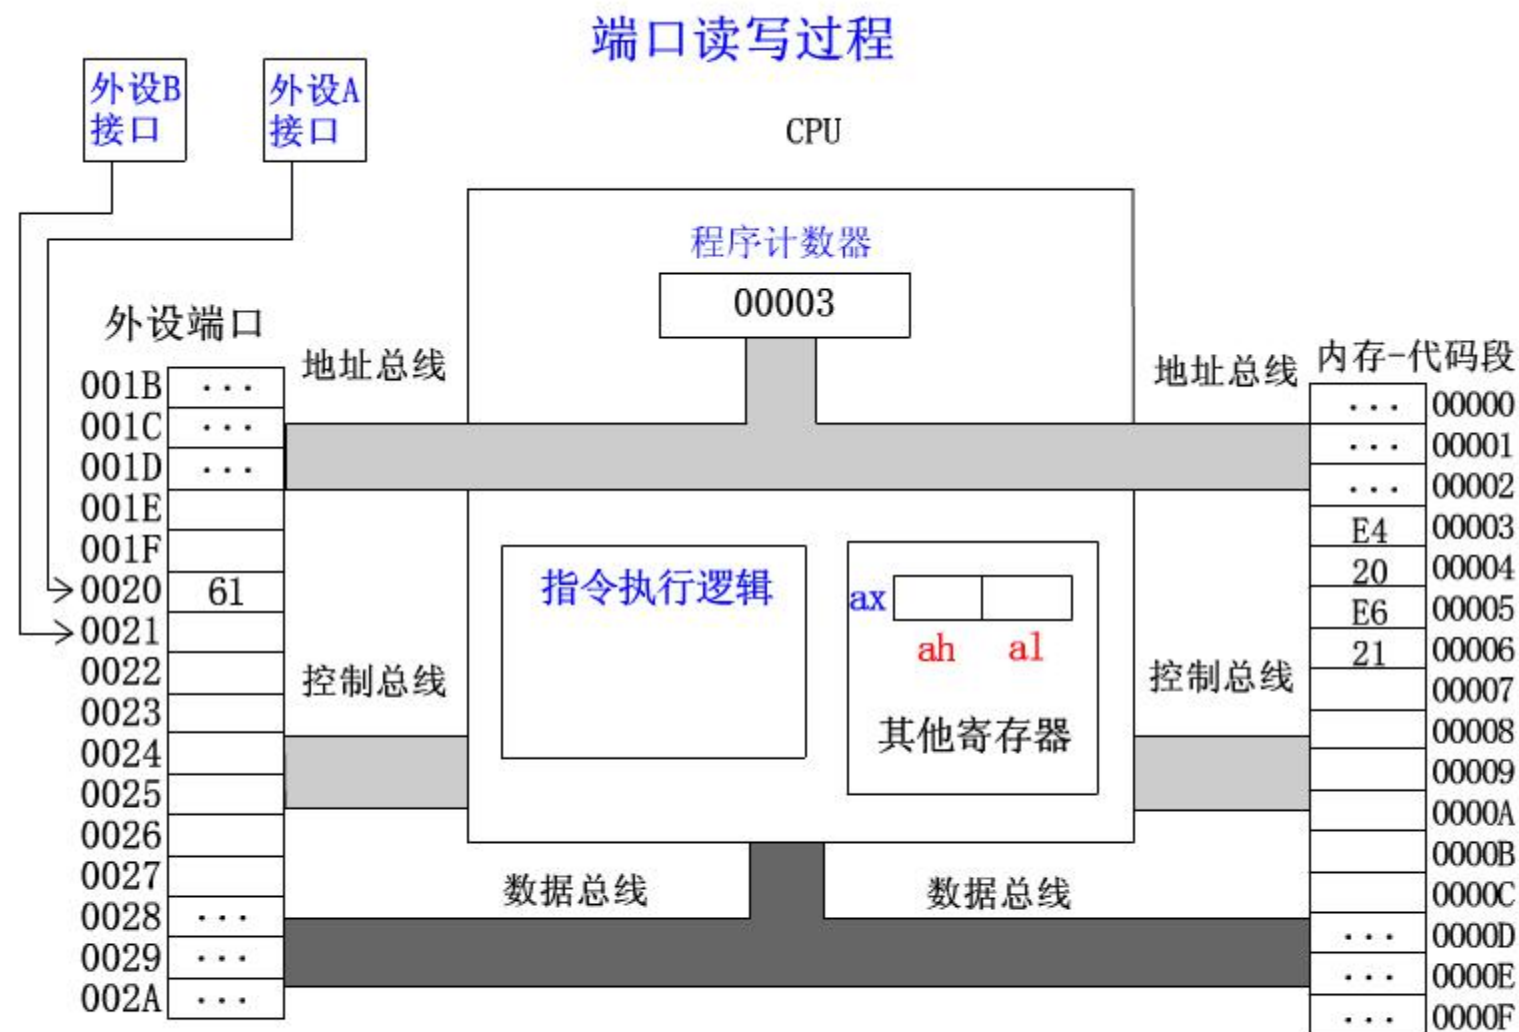 端口读写过程
外设B
接口
外设A
接口
CPU
程序计数器
00003
外设端口
地址总线
地址总线
内存-代码段
001B ...
001C ...
001D ...
001E
001F
0020 61
0021
0022
0023
0024
0025
0026
0027
0028 ...
0029 ...
002A ...
指令执行逻辑
ax
ah al
其他寄存器
控制总线
控制总线
数据总线
数据总线
... 00000
... 00001
... 00002
E4 00003
20 00004
E6 00005
21 00006
00007
00008
00009
0000A
0000B
0000C
... 0000D
... 0000E
... 0000F